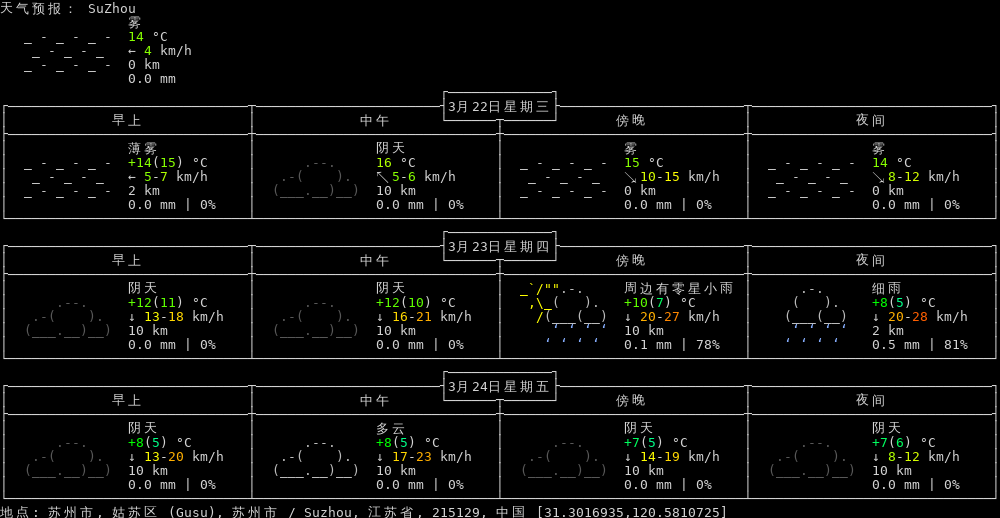 天气预报： SuZhou
雾
14 °C
← 4 km/h
0 km
0.0 mm
3月22日星期三
早上 中午 傍晚 夜间
薄雾 阴天 雾 雾
+14(15) °C 16 °C 15 °C 14 °C
← 5-7 km/h ↖ 5-6 km/h ↘ 10-15 km/h ↘ 8-12 km/h
2 km 10 km 0 km 0 km
0.0 mm | 0% 0.0 mm | 0% 0.0 mm | 0% 0.0 mm | 0%
3月23日星期四
早上 中午 傍晚 夜间
阴天 阴天 周边有零星小雨 细雨
+12(11) °C +12(10) °C +10(7) °C +8(5) °C
↓ 13-18 km/h ↓ 16-21 km/h ↓ 20-27 km/h ↓ 20-28 km/h
10 km 10 km 10 km 2 km
0.0 mm | 0% 0.0 mm | 0% 0.1 mm | 78% 0.5 mm | 81%
3月24日星期五
早上 中午 傍晚 夜间
阴天 多云 阴天 阴天
+8(5) °C +8(5) °C +7(5) °C +7(6) °C
↓ 13-20 km/h ↓ 17-23 km/h ↓ 14-19 km/h ↓ 8-12 km/h
10 km 10 km 10 km 10 km
0.0 mm | 0% 0.0 mm | 0% 0.0 mm | 0% 0.0 mm | 0%
地点: 苏州市, 姑苏区 (Gusu), 苏州市 / Suzhou, 江苏省, 215129, 中国 [31.3016935,120.5810725]